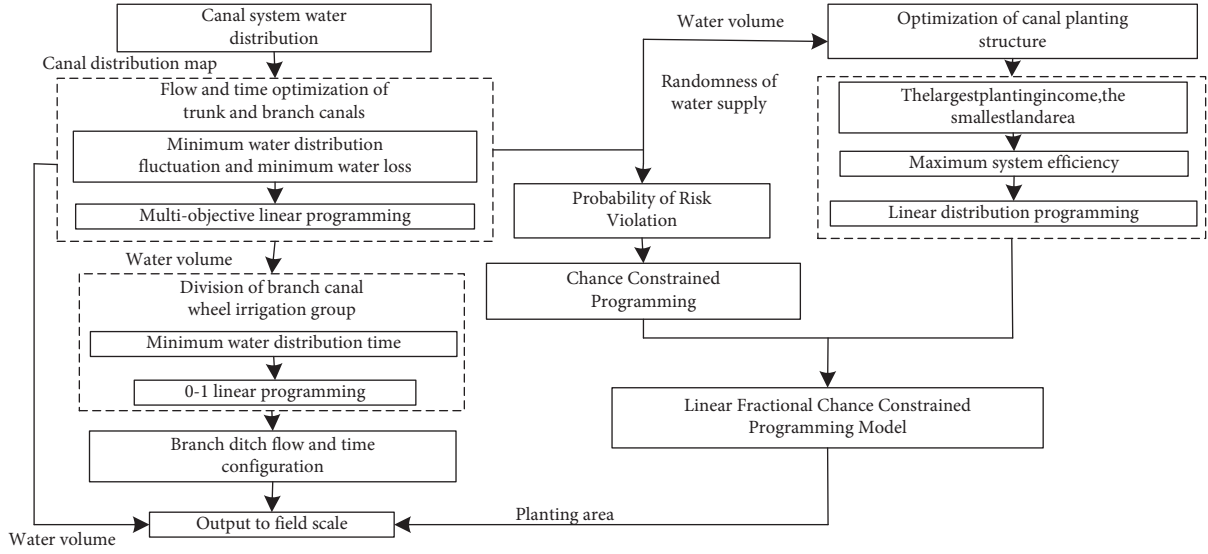 Canal system water
distribution
Canal distribution map
Flow and time optimization of
trunk and branch canals
Minimum water distribution
fluctuation and minimum water loss
Multi-objective linear programming
Water volume
Division of branch canal
wheel irrigation group
Minimum water distribution time
0-1 linear programming
Branch ditch flow and time
configuration
Water volume
Output to field scale
Water volume
Randomness of
water supply
Probability of Risk
Violation
Chance Constrained
Programming
Optimization of canal planting
structure
Thelargestplantingincome,the
smallestlandarea
Maximum system efficiency
Linear distribution programming
Linear Fractional Chance Constrained
Programming Model
Planting area